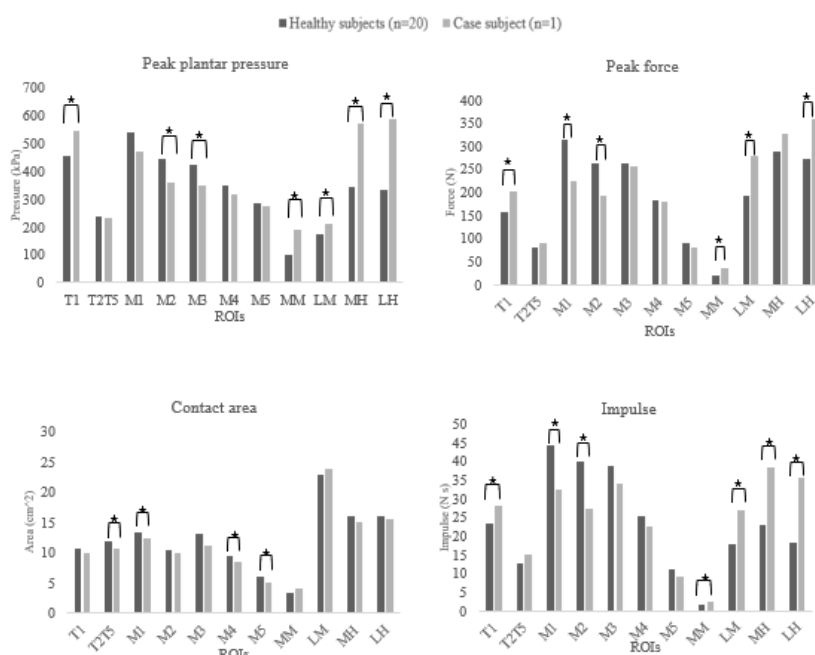 Healthy subjects (n=20) Case subject (n=1)
Peak plantar pressure
700
600
500
400
300
200
100
0
Pressure (kPa)
T1 T2T5 M1 M2 M3 M4 M5 MM LM MH LH
ROIs
Peak force
400
350
300
250
200
150
100
50
0
Force (N)
T1 T2T5 M1 M2 M3 M4 M5 MM LM MH LH
ROIs
Contact area
30
25
20
15
10
5
0
Area (cm^2)
T1 T2T5 M1 M2 M3 M4 M5 MM LM MH LH
Impulse
50
45
40
35
30
25
20
15
10
5
0
Impulse (N s)
T1 T2T5 M1 M2 M3 M4 M5 MM LM MH LH
ROIs